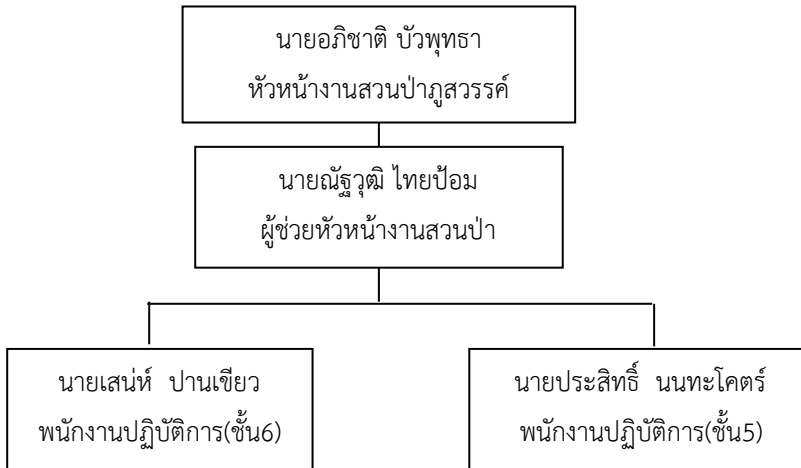 นายอภิชาติ บัวพุทธา
หัวหน้างานสวนป่าภูสวรรค์
นายณัฐวุฒิ ไทยป้อม
ผู้ช่วยหัวหน้างานสวนป่า
นายเสน่ห์ ปานเขียว
พนักงานปฏิบัติการ(ชั้น6)
นายประสิทธิ์ นนทะโคตร์
พนักงานปฏิบัติการ(ชั้น5)